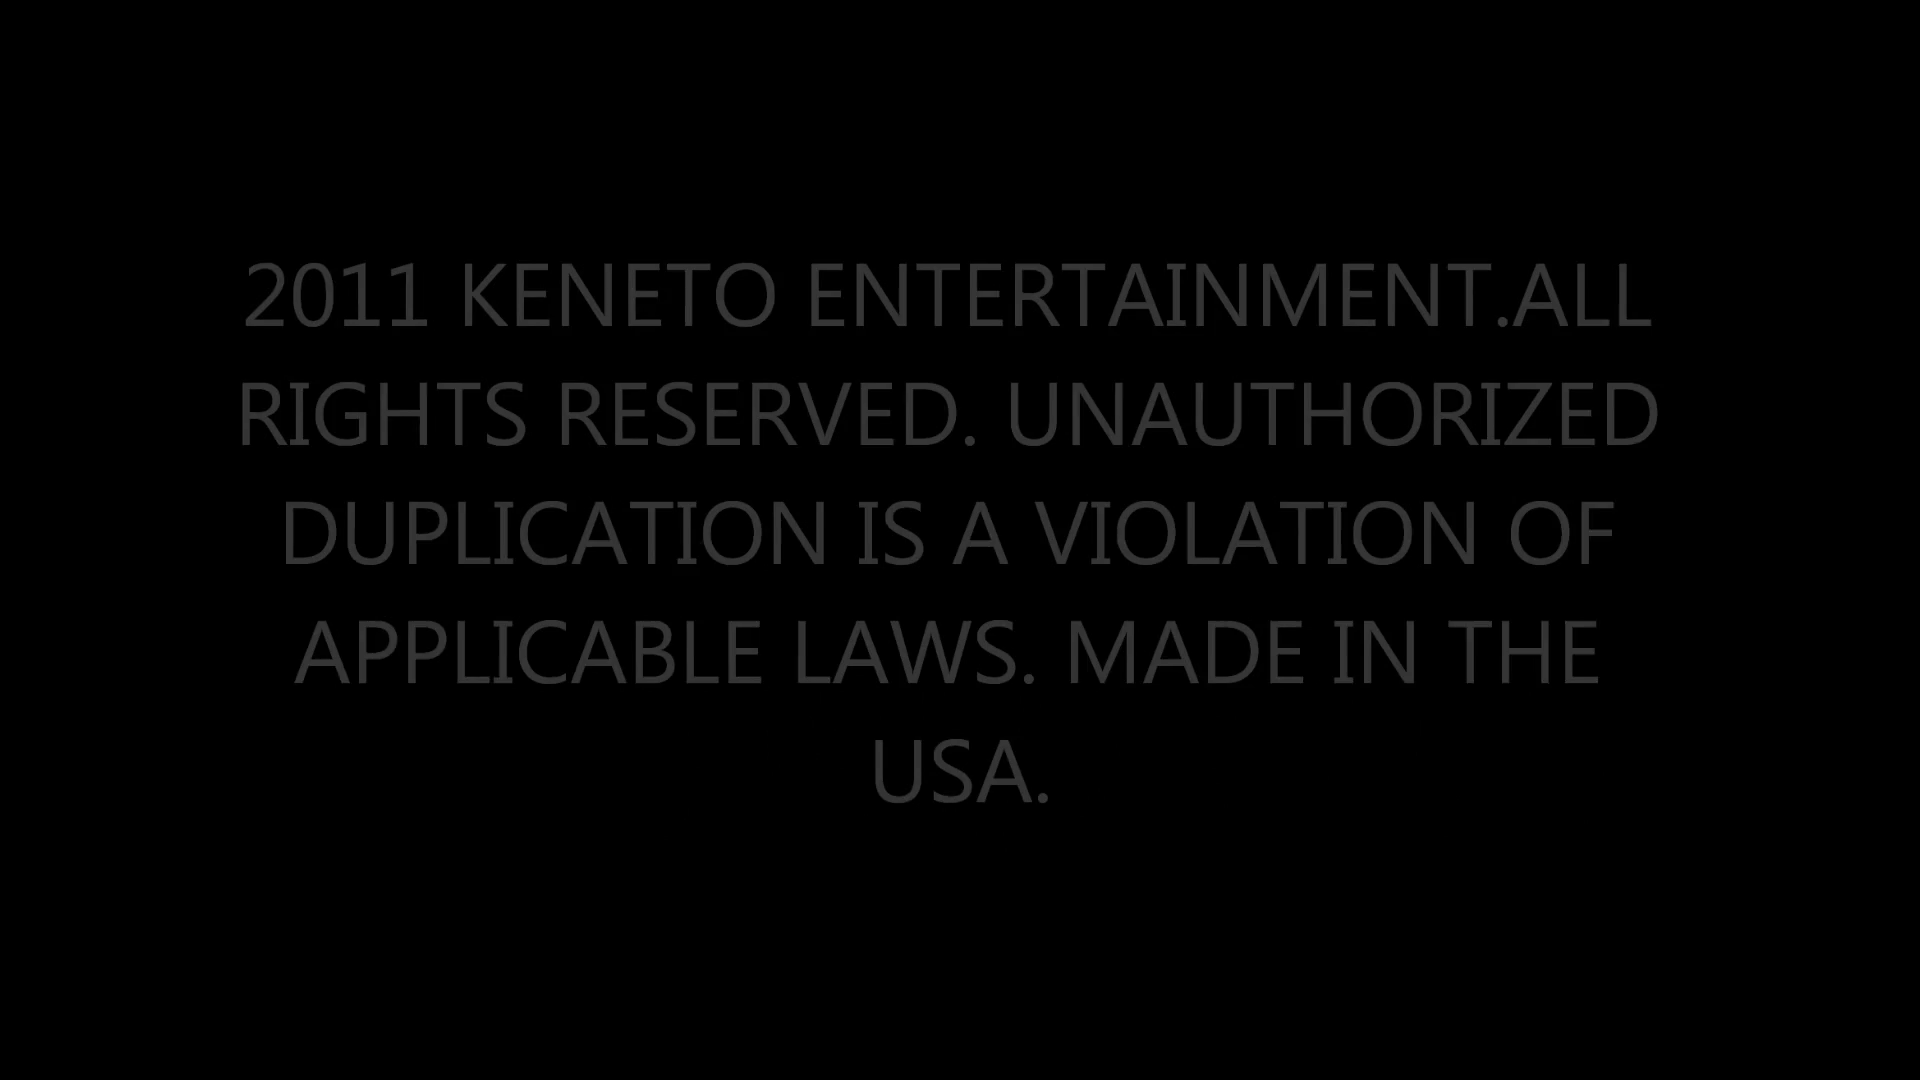 2011 KENETO ENTERTAINMENT.ALL
RIGHTS RESERVED. UNAUTHORIZED
DUPLICATION IS A VIOLATION OF
APPLICABLE LAWS. MADE IN THE
USA.